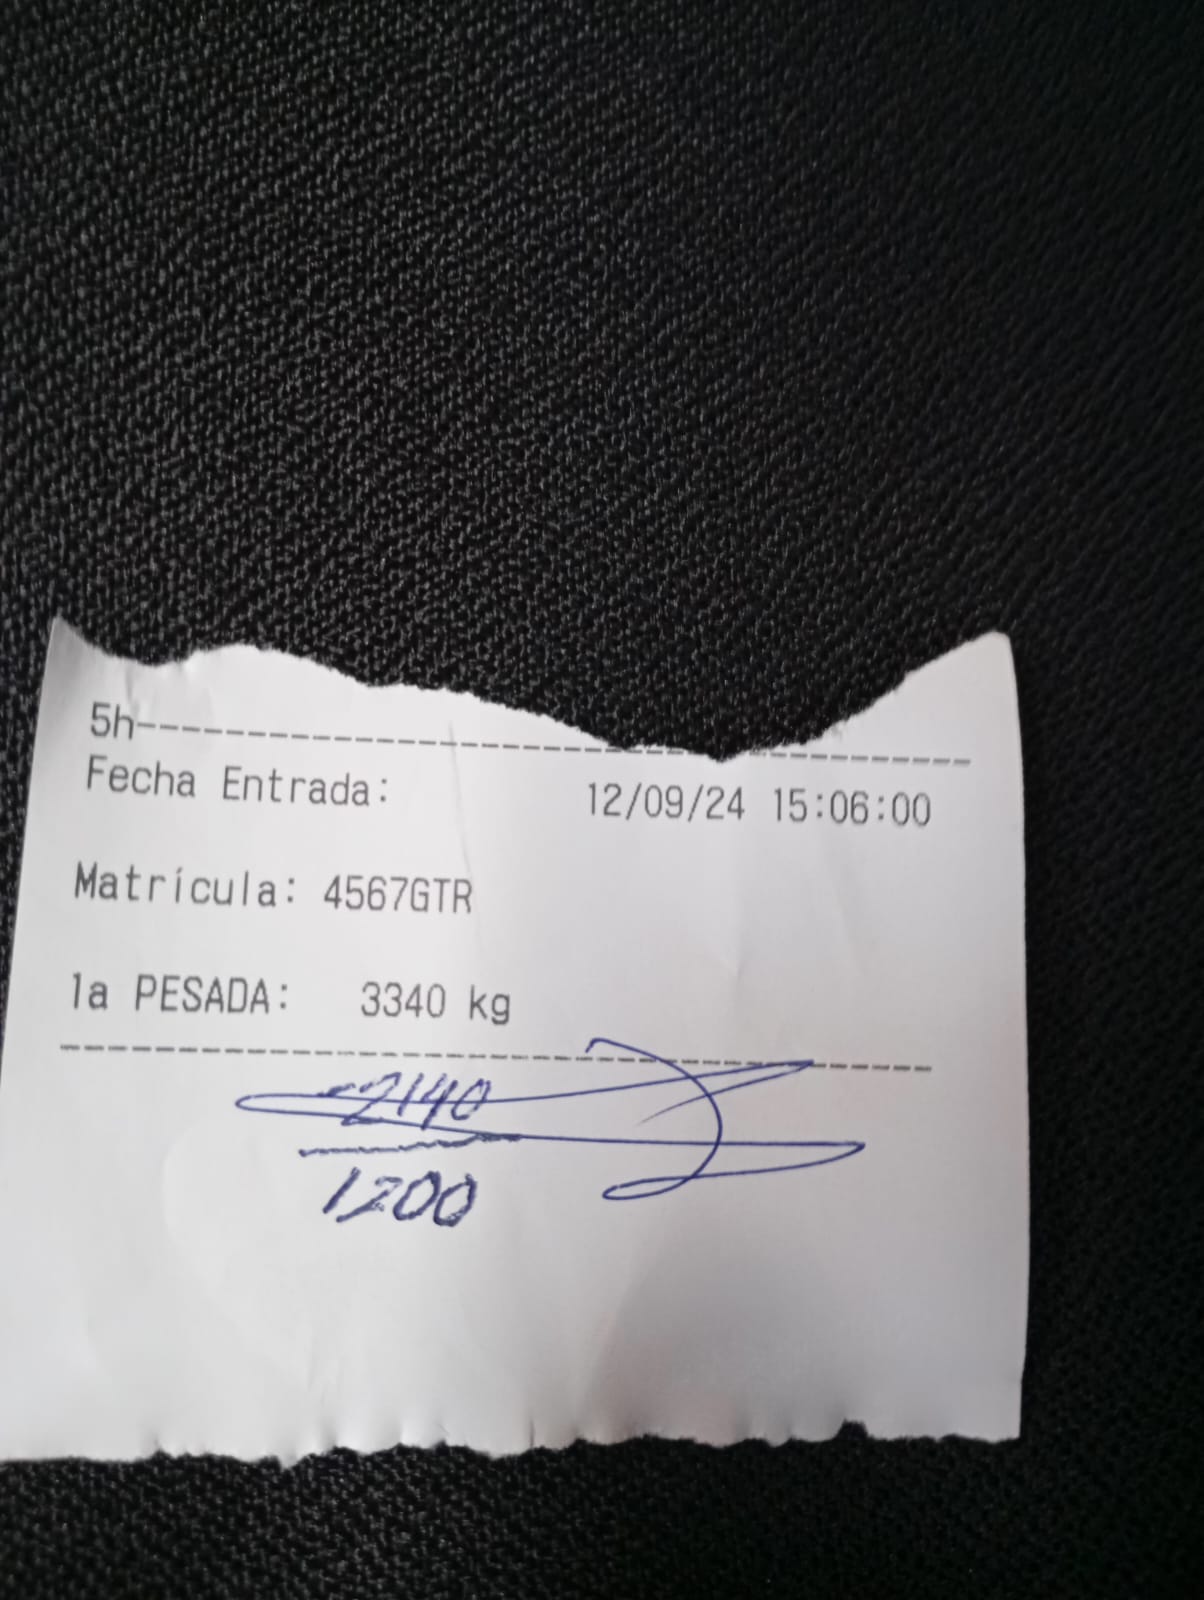 5h-------------------------------------------
Fecha Entrada: 12/09/24 15:06:00
Matrícula: 4567GTR
1a PESADA: 3340 kg
---------------------------------------------
-2140
1200